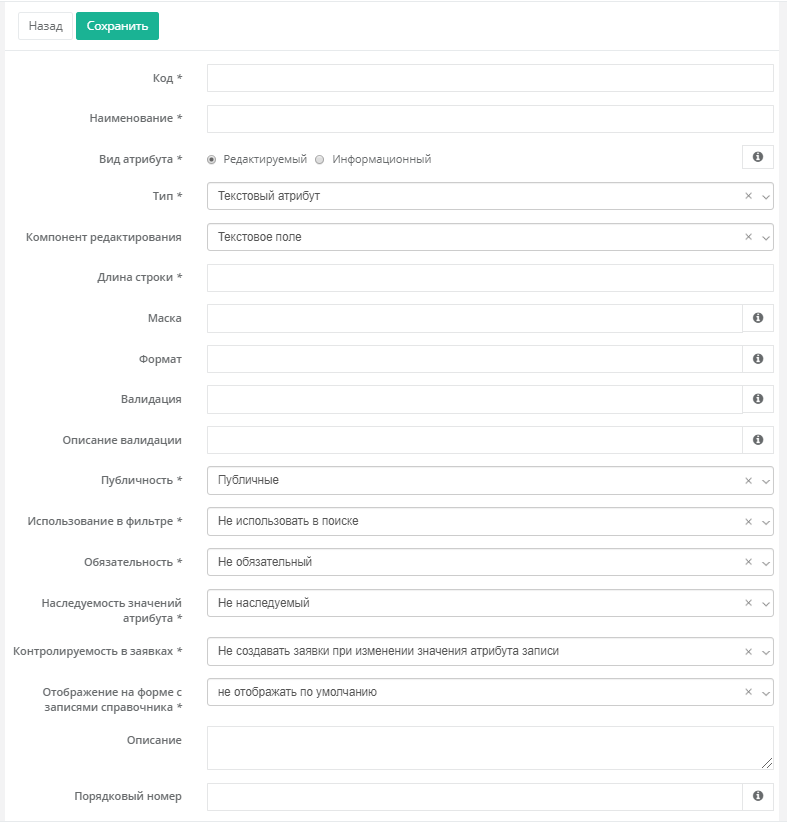 Назад Сохранить
Код *
Наименование *
Вид атрибута * Редактируемый Информационный
Тип * Текстовый атрибут
Компонент редактирования Текстовое поле
Длина строки *
Маска
Формат
Валидация
Описание валидации
Публичность * Публичные
Использование в фильтре * Не использовать в поиске
Обязательность * Не обязательный
Наследуемость значений
атрибута * Не наследуемый
Контролируемость в заявках * Не создавать заявки при изменении значения атрибута записи
Отображение на форме с
записями справочника * не отображать по умолчанию
Описание
Порядковый номер